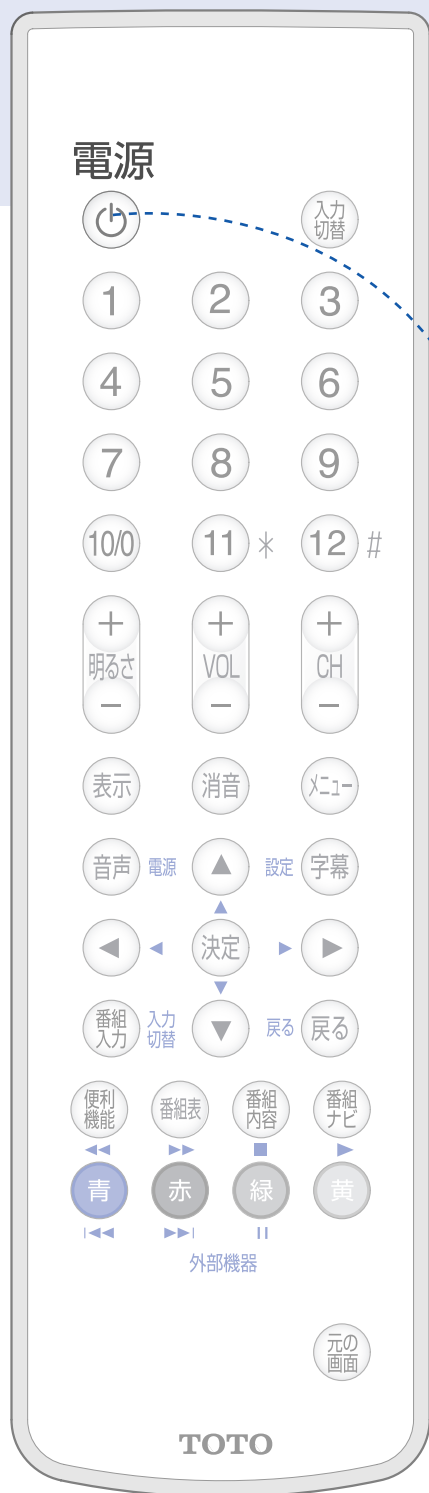 電源
入力
切替
1 2 3
4 5 6
7 8 9
10/0 11 * 12 #
+ + +
明るさ VOL CH
− − −
表示 消音 メニュー
音声 電源 ▲ 設定 字幕
▲
◀ ◀ 決定 ▶ ▶
▼
番組
入力
入力
切替
▼ 戻る 戻る
便利
機能
番組表
番組
内容
番組
ナビ
◀◀ ▶▶ ■ ▶
青 赤 緑 黄
I◀◀ ▶▶I II
外部機器
元の
画面
TOTO